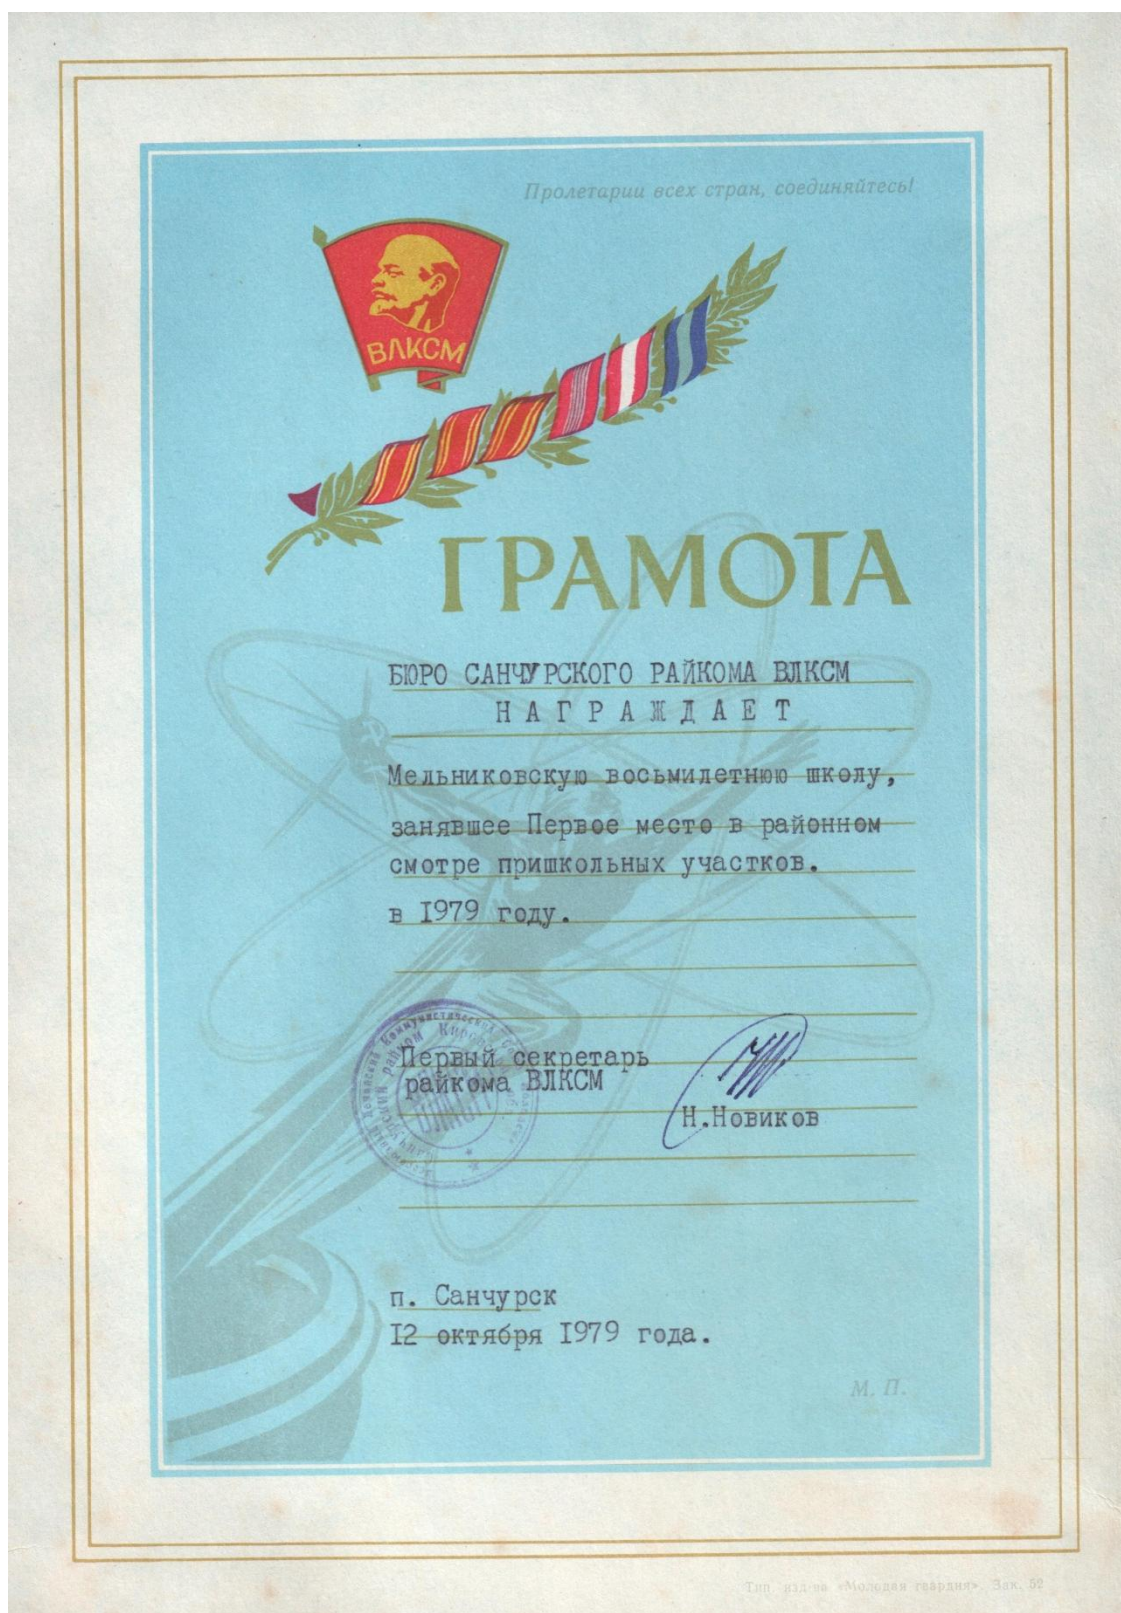 Пролетарии всех стран, соединяйтесь!
ВЛКСМ
ГРАМОТА
БЮРО САНЧУРСКОГО РАЙКОМА ВЛКСМ
НАГРАЖДАЕТ
Мельниковскую восьмилетнюю школу,
занявшее Первое место в районном
смотре пришкольных участков.
в 1979 году.
Первый секретарь
райкома ВЛКСМ
Н.Новиков
п. Санчурск
12 октября 1979 года.
М. П.
Тип. изд-ва «Молодая гвардия». Зак. 52